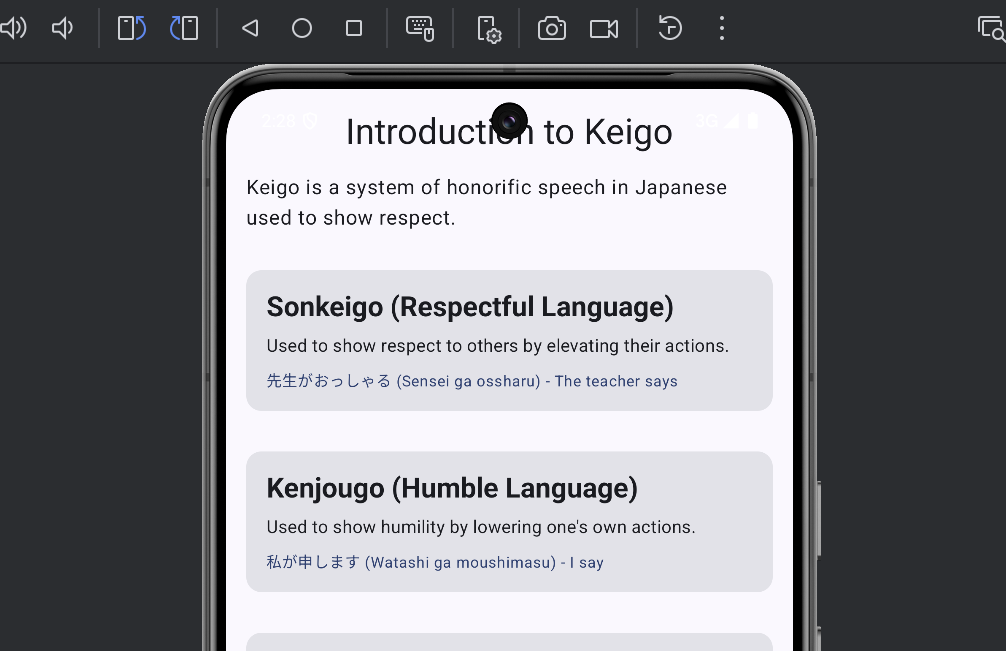 2:28
3G
Introduction to Keigo
Keigo is a system of honorific speech in Japanese
used to show respect.
Sonkeigo (Respectful Language)
Used to show respect to others by elevating their actions.
先生がおっしゃる (Sensei ga ossharu) - The teacher says
Kenjougo (Humble Language)
Used to show humility by lowering one's own actions.
私が申します (Watashi ga moushimasu) - I say